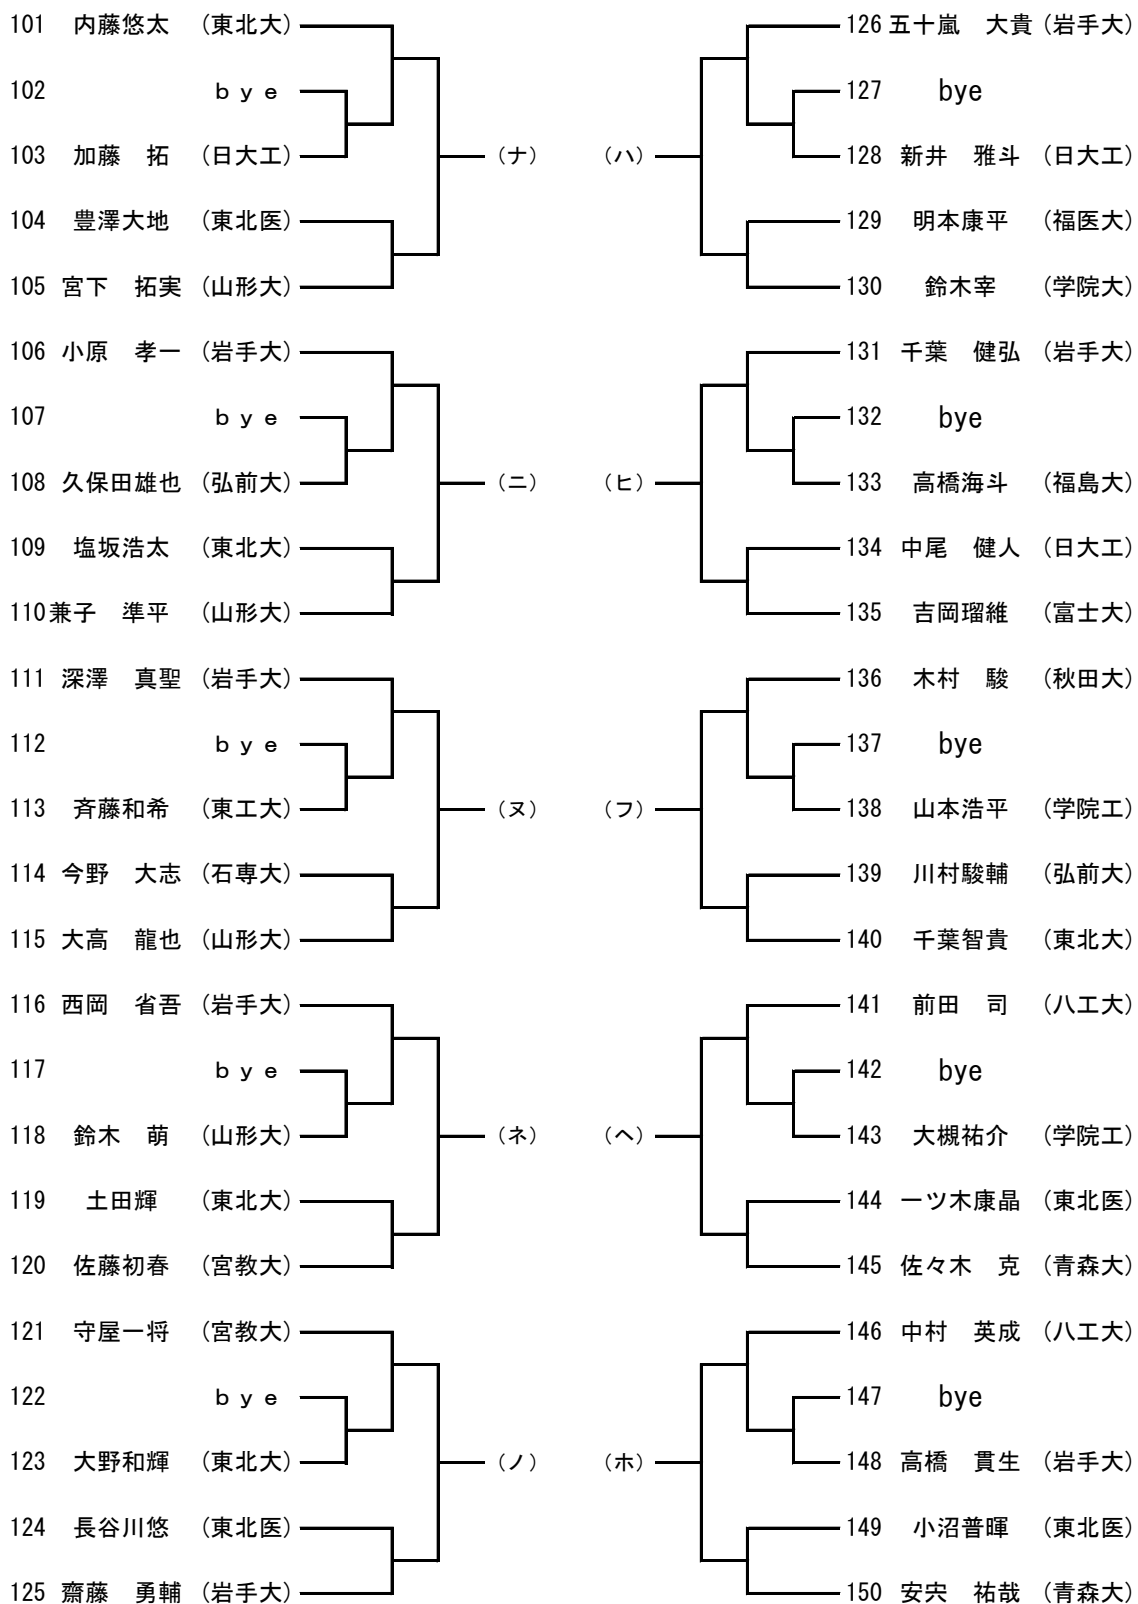 101 内藤悠太 (東北大)
102 ｂｙｅ
103 加藤　拓 (日大工)
(ナ)
104 豊澤大地 (東北医)
105 宮下　拓実 (山形大)
106 小原　孝一 (岩手大)
107 ｂｙｅ
108 久保田雄也 (弘前大)
(ニ)
109 塩坂浩太 (東北大)
110 兼子　準平 (山形大)
111 深澤　真聖 (岩手大)
112 ｂｙｅ
113 斉藤和希 (東工大)
(ヌ)
114 今野　大志 (石専大)
115 大高　龍也 (山形大)
116 西岡　省吾 (岩手大)
117 ｂｙｅ
118 鈴木　萌 (山形大)
(ネ)
119 土田輝 (東北大)
120 佐藤初春 (宮教大)
121 守屋一将 (宮教大)
122 ｂｙｅ
123 大野和輝 (東北大)
(ノ)
124 長谷川悠 (東北医)
125 齋藤　勇輔 (岩手大)
126 五十嵐　大貴 (岩手大)
127 bye
(ハ)
128 新井　雅斗 (日大工)
129 明本康平 (福医大)
130 鈴木宰 (学院大)
131 千葉　健弘 (岩手大)
132 bye
(ヒ)
133 高橋海斗 (福島大)
134 中尾　健人 (日大工)
135 吉岡瑠維 (富士大)
136 木村　駿 (秋田大)
137 bye
(フ)
138 山本浩平 (学院工)
139 川村駿輔 (弘前大)
140 千葉智貴 (東北大)
141 前田　司 (八工大)
142 bye
(ヘ)
143 大槻祐介 (学院工)
144 一ツ木康晶 (東北医)
145 佐々木　克 (青森大)
146 中村　英成 (八工大)
147 bye
(ホ)
148 高橋　貫生 (岩手大)
149 小沼普暉 (東北医)
150 安宍　祐哉 (青森大)